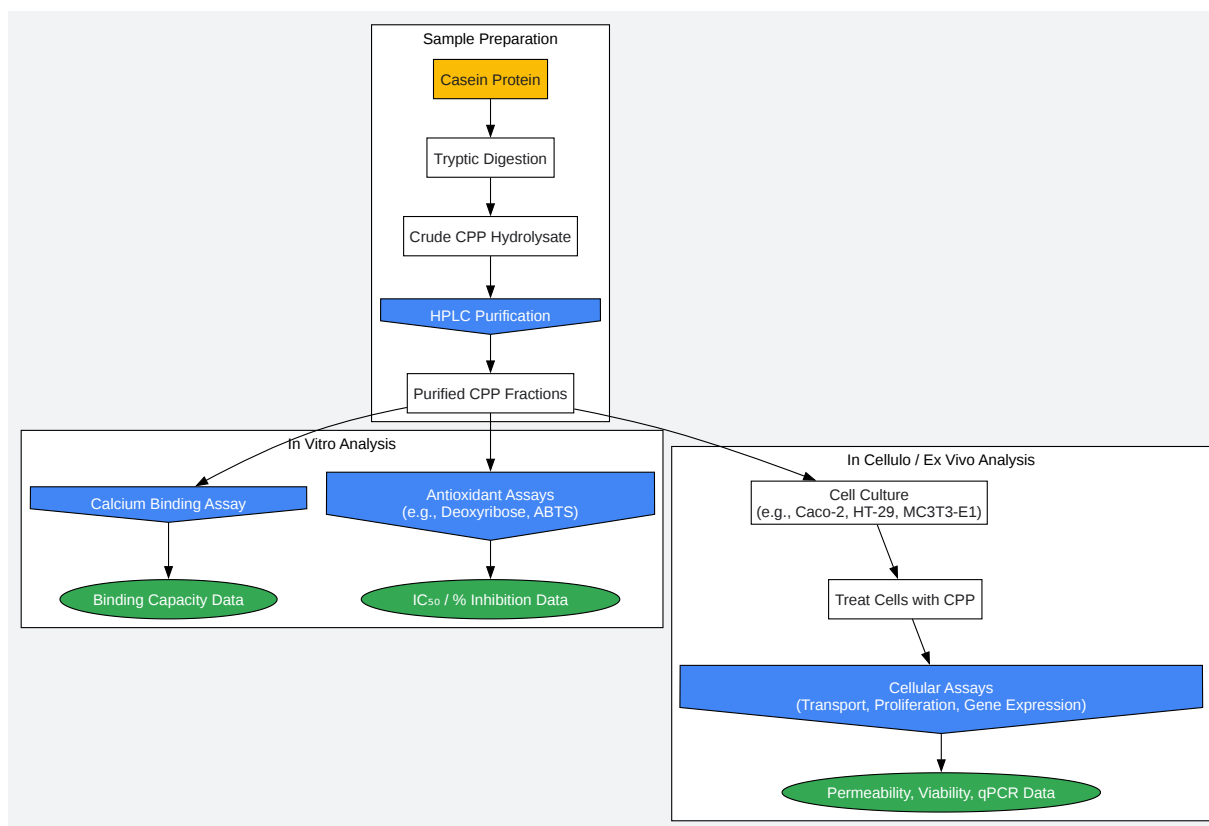 Sample Preparation
Casein Protein
Tryptic Digestion
Crude CPP Hydrolysate
HPLC Purification
Purified CPP Fractions
In Vitro Analysis
Calcium Binding Assay
Antioxidant Assays
(e.g., Deoxyribose, ABTS)
Binding Capacity Data
IC₅₀ / % Inhibition Data
In Cellulo / Ex Vivo Analysis
Cell Culture
(e.g., Caco-2, HT-29, MC3T3-E1)
Treat Cells with CPP
Cellular Assays
(Transport, Proliferation, Gene Expression)
Permeability, Viability, qPCR Data